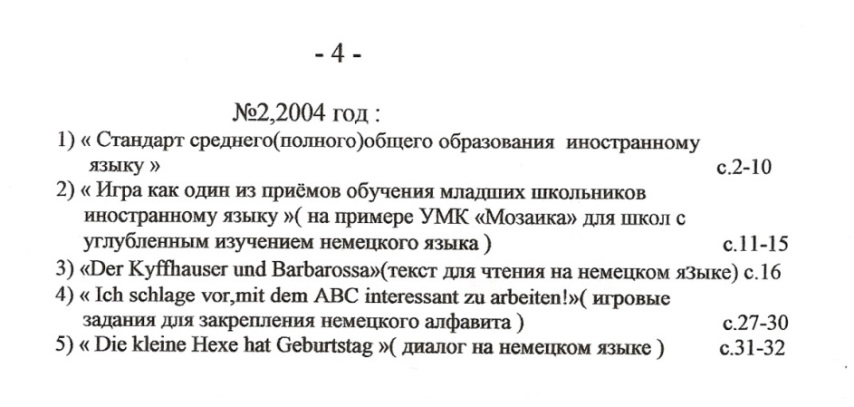 - 4 -
№2,2004 год :
1) « Стандарт среднего(полного)общего образования иностранному
языку » с.2-10
2) « Игра как один из приёмов обучения младших школьников
иностранному языку »( на примере УМК «Мозаика» для школ с
углубленным изучением немецкого языка ) с.11-15
3) «Der Kyffhauser und Barbarossa»(текст для чтения на немецком яЗыке) с.16
4) « Ich schlage vor,mit dem ABC interessant zu arbeiten!»( игровые
задания для закрепления немецкого алфавита ) с.27-30
5) « Die kleine Hexe hat Geburtstag »( диалог на немецком языке ) с.31-32